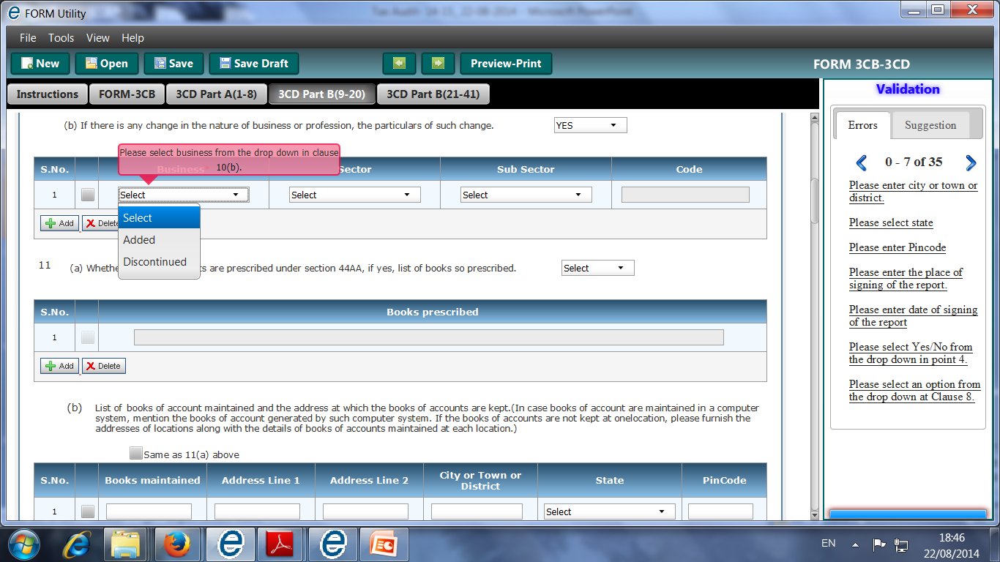 FORM Utility
Tax Audit 14-15, 22-08-2014 - Microsoft PowerPoint
File Tools View Help
New Open Save Save Draft Preview-Print FORM 3CB-3CD
Instructions FORM-3CB 3CD Part A(1-8) 3CD Part B(9-20) 3CD Part B(21-41)
(b) If there is any change in the nature of business or profession, the particulars of such change. YES
Please select business from the drop down in clause
10(b).
S.No. Business Sector Sub Sector Code
1 Select Select Select
Select
Added
Discontinued
Add Delete
11 (a) Whethe ts are prescribed under section 44AA, if yes, list of books so prescribed. Select
S.No. Books prescribed
1
Add Delete
(b) List of books of account maintained and the address at which the books of accounts are kept.(In case books of account are maintained in a computer
system, mention the books of account generated by such computer system. If the books of accounts are not kept at onelocation, please furnish the
addresses of locations along with the details of books of accounts maintained at each location.)
Same as 11(a) above
S.No. Books maintained Address Line 1 Address Line 2 City or Town or
District State PinCode
1 Select
Validation
Errors Suggestion
0 - 7 of 35
Please enter city or town or
district.
Please select state
Please enter Pincode
Please enter the place of
signing of the report.
Please enter date of signing
of the report
Please select Yes/No from
the drop down in point 4.
Please select an option from
the drop down at Clause 8.
EN
18:46
22/08/2014